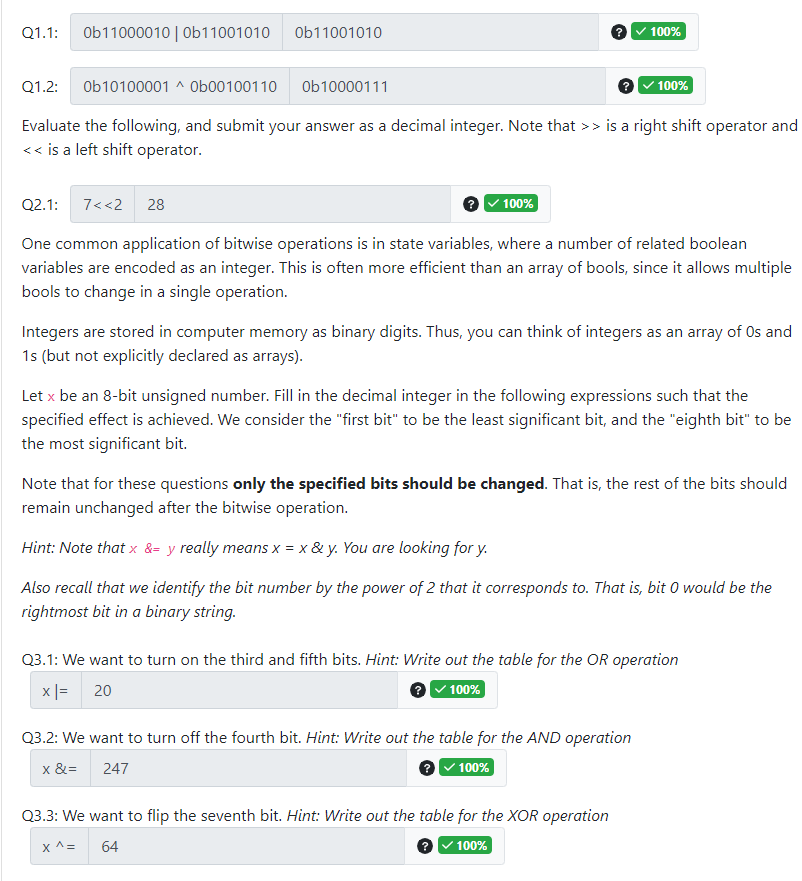 Q1.1: 0b11000010 | 0b11001010 0b11001010 ? ✓ 100%
Q1.2: 0b10100001 ^ 0b00100110 0b10000111 ? ✓ 100%
Evaluate the following, and submit your answer as a decimal integer. Note that >> is a right shift operator and
<< is a left shift operator.
Q2.1: 7<<2 28 ? ✓ 100%
One common application of bitwise operations is in state variables, where a number of related boolean
variables are encoded as an integer. This is often more efficient than an array of bools, since it allows multiple
bools to change in a single operation.
Integers are stored in computer memory as binary digits. Thus, you can think of integers as an array of 0s and
1s (but not explicitly declared as arrays).
Let x be an 8-bit unsigned number. Fill in the decimal integer in the following expressions such that the
specified effect is achieved. We consider the "first bit" to be the least significant bit, and the "eighth bit" to be
the most significant bit.
Note that for these questions only the specified bits should be changed. That is, the rest of the bits should
remain unchanged after the bitwise operation.
Hint: Note that x &= y really means x = x & y. You are looking for y.
Also recall that we identify the bit number by the power of 2 that it corresponds to. That is, bit 0 would be the
rightmost bit in a binary string.
Q3.1: We want to turn on the third and fifth bits. Hint: Write out the table for the OR operation
x |= 20 ? ✓ 100%
Q3.2: We want to turn off the fourth bit. Hint: Write out the table for the AND operation
x &= 247 ? ✓ 100%
Q3.3: We want to flip the seventh bit. Hint: Write out the table for the XOR operation
x ^= 64 ? ✓ 100%